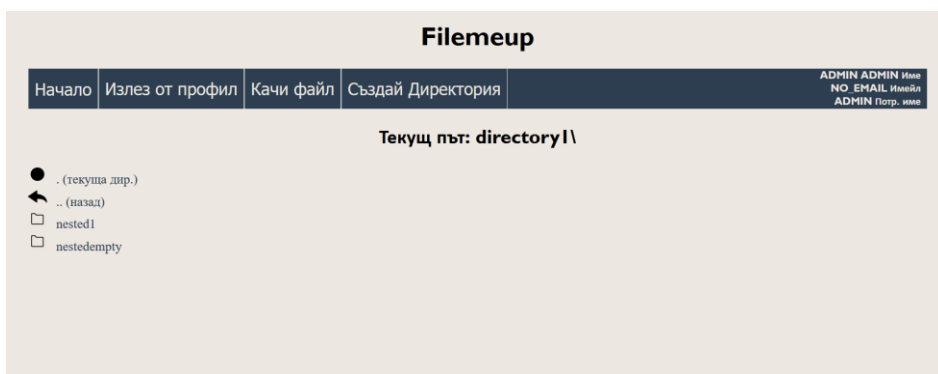 Filemeup
Начало Излез от профил Качи файл Създай Директория
ADMIN ADMIN Име
NO_EMAIL Имейл
ADMIN Потр. име
Текущ път: directory1\
. (текуща дир.)
.. (назад)
nested1
nestedempty